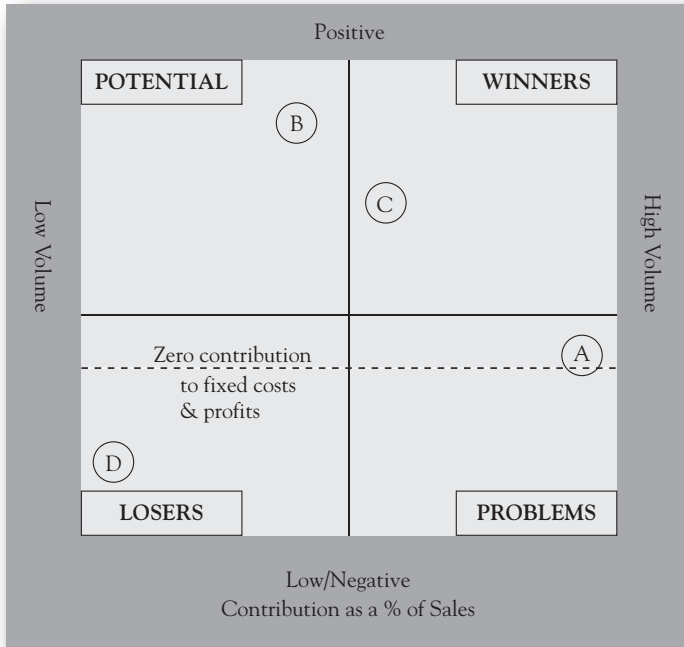 Positive
POTENTIAL
WINNERS
B
C
Low Volume
High Volume
A
Zero contribution
to fixed costs
& profits
D
LOSERS
PROBLEMS
Low/Negative
Contribution as a % of Sales